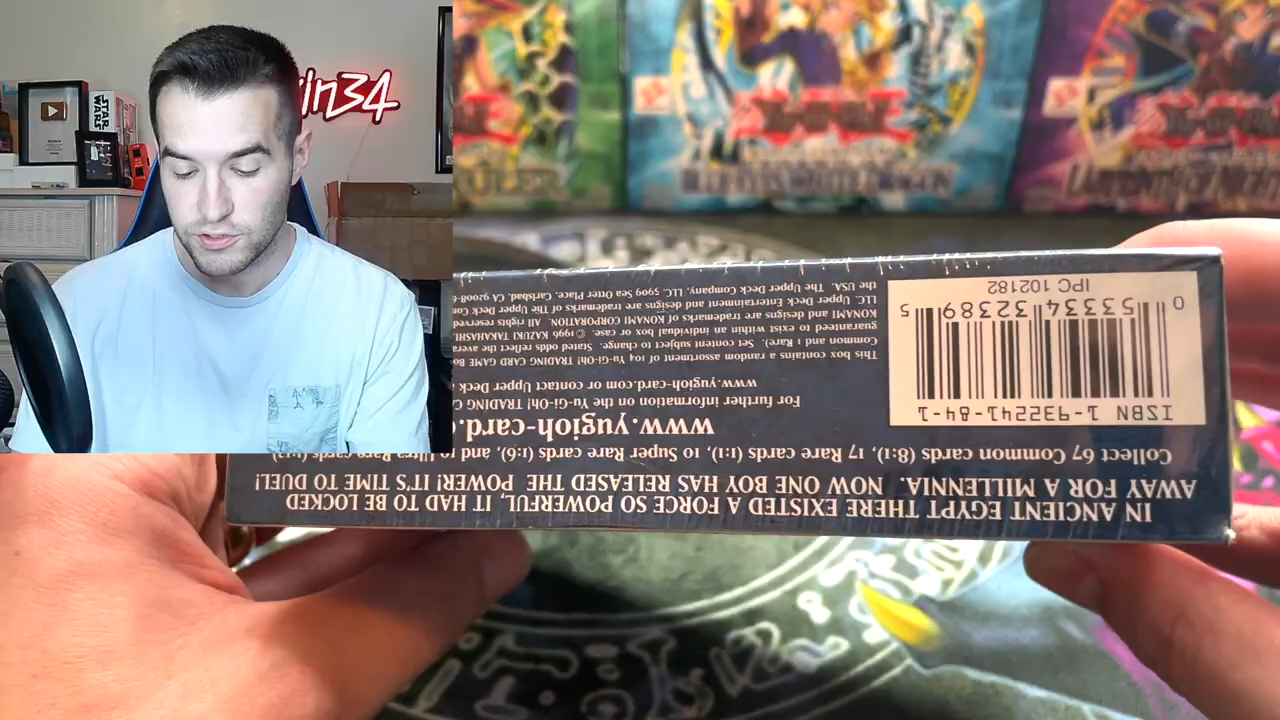 IN ANCIENT EGYPT THERE EXISTED A FORCE SO POWERFUL, IT HAD TO BE LOCKED
AWAY FOR A MILLENNIA. NOW ONE BOY HAS RELEASED THE POWER! IT'S TIME TO DUEL!
Collect 67 Common cards (8:1), 17 Rare cards (1:1), 10 Super Rare cards (1:6), and 10 Ultra Rare cards (1:12)
www.yugioh-card.
For further information on the Yu-Gi-Oh! TRADING C
www.yugioh-card.com or contact Upper Deck
This box contains a random assortment of 104 Yu-Gi-Oh! TRADING CARD GAME
Common and 1 Rare). Set content subject to change. Stated odds reflect the avera
guaranteed to exist within an individual box or case. © 1996 KAZUKI TAKAHASHI.
KONAMI and designs are trademarks of KONAMI CORPORATION. All rights reserved
LLC. Upper Deck Entertainment and designs are trademarks of The Upper Deck Com
the USA. The Upper Deck Company, LLC, 5909 Sea Otter Place, Carlsbad, CA 92008-6
ISBN 1-932241-84-1
0 53334 32389 5
IPC 102182
STAR WARS
in34